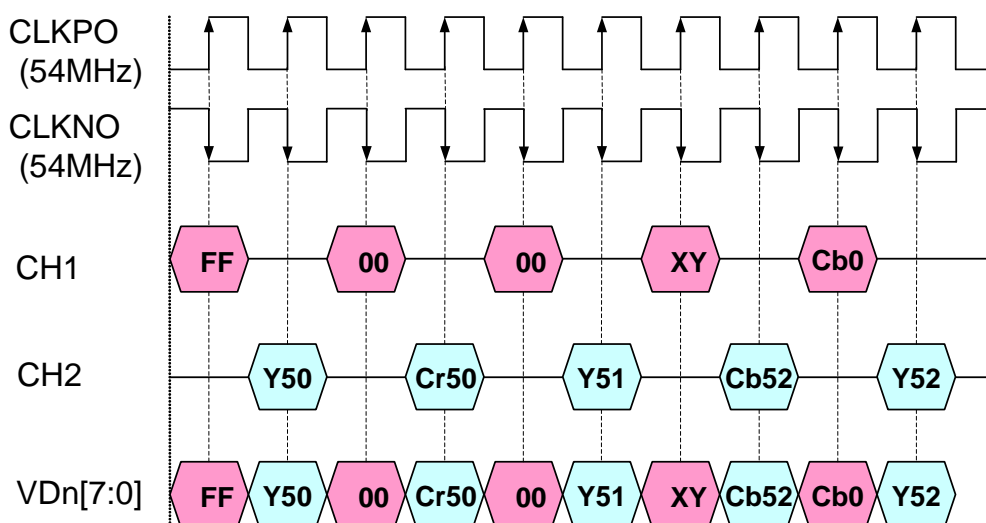 CLKPO
(54MHz)
CLKNO
(54MHz)
CH1 FF 00 00 XY Cb0
CH2 Y50 Cr50 Y51 Cb52 Y52
VDn[7:0] FF Y50 00 Cr50 00 Y51 XY Cb52 Cb0 Y52